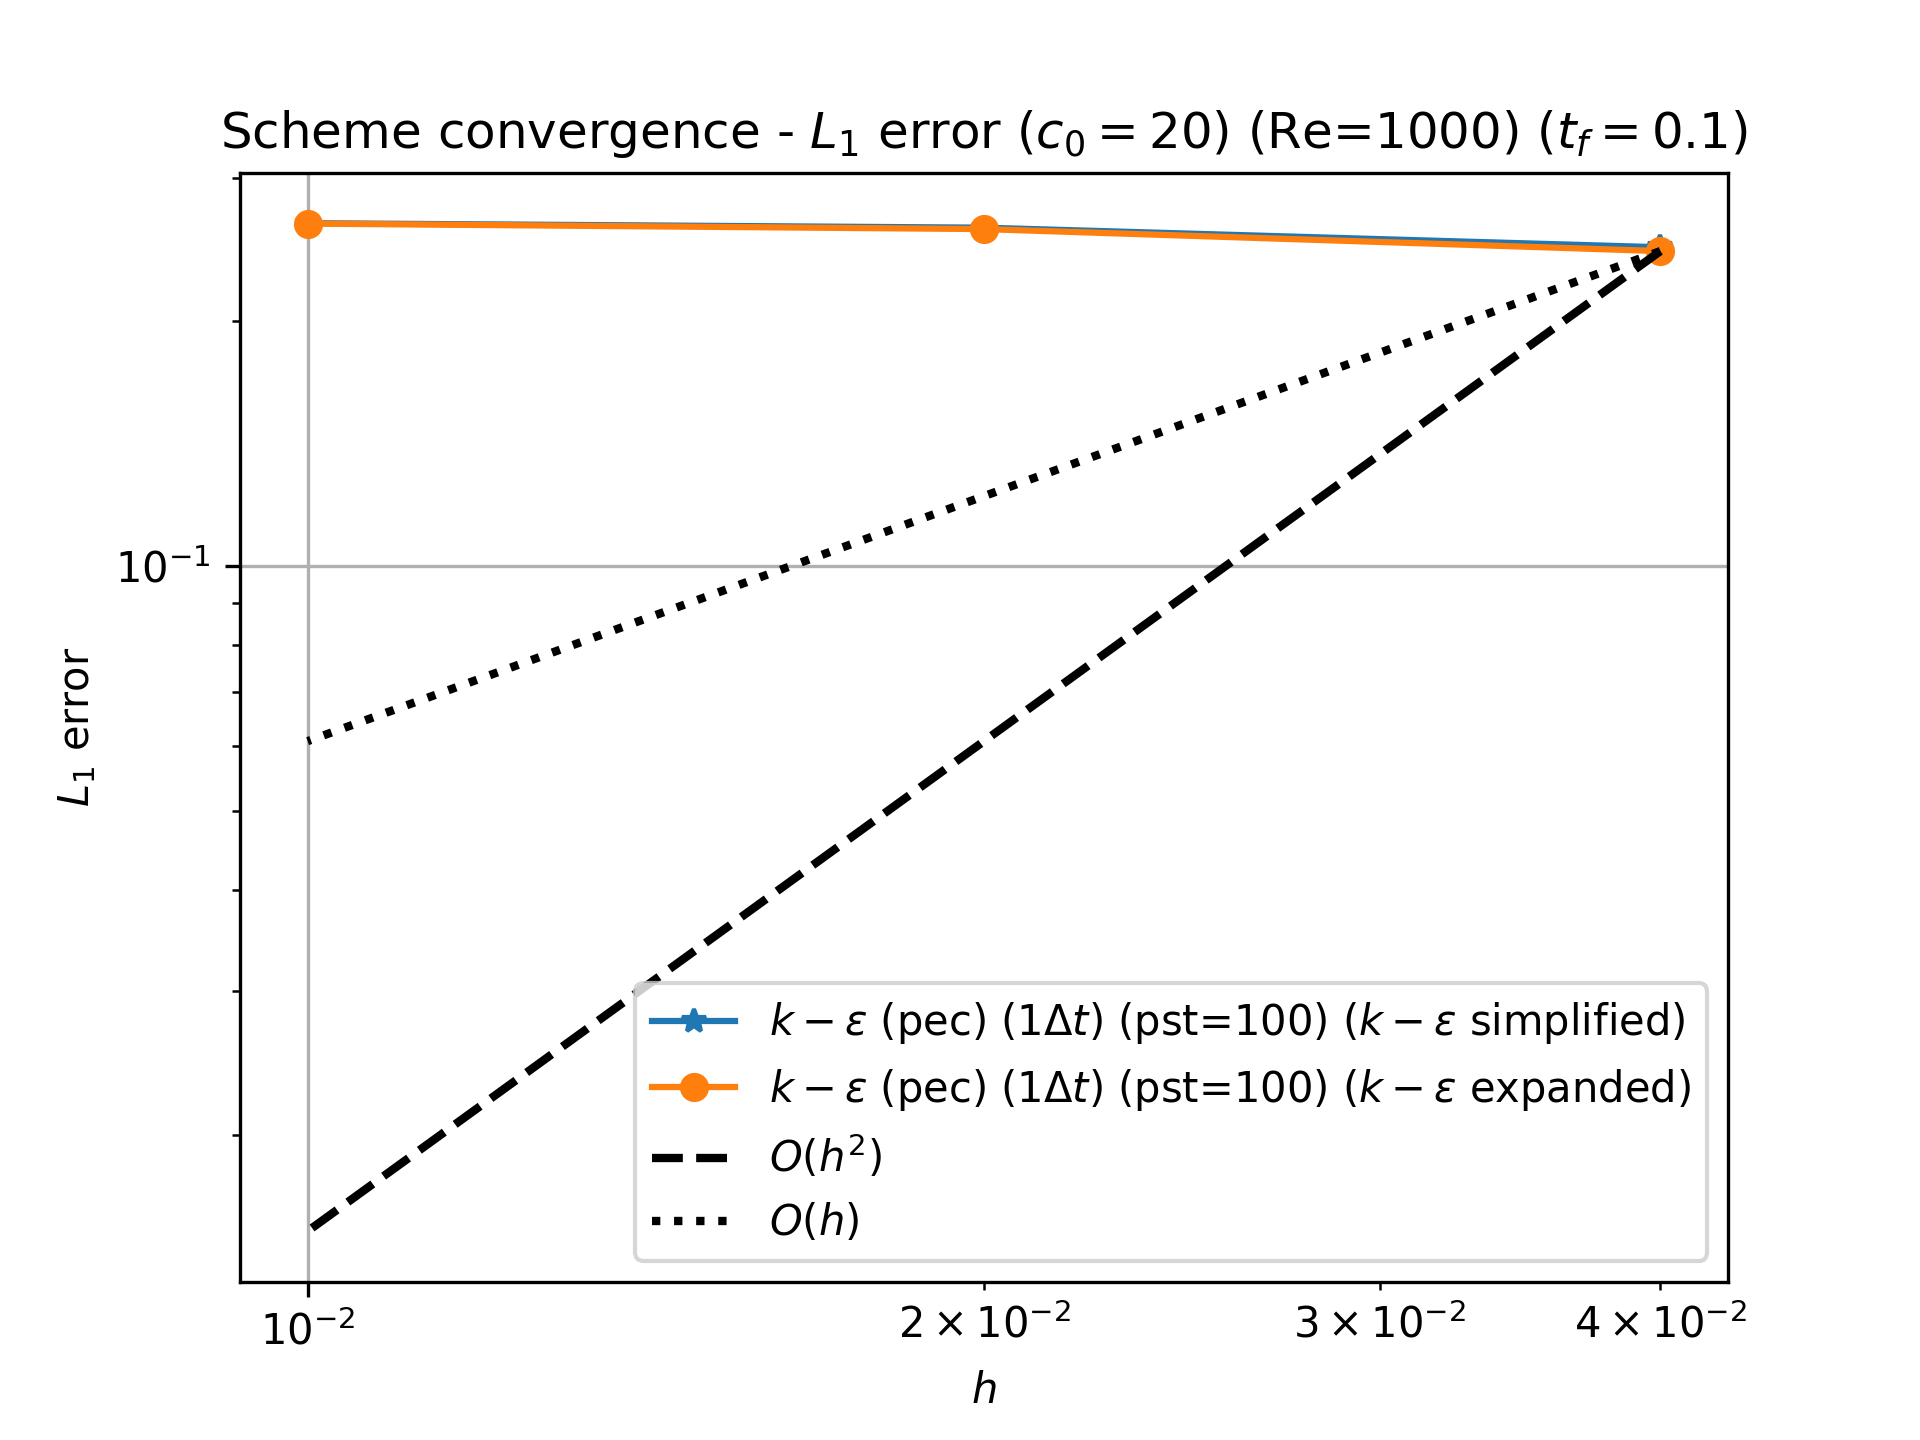 Scheme convergence - $L_1$ error ($c_0 = 20$) (Re=1000) ($t_f = 0.1$)
$10^{-1}$
$L_1$ error
$k - \varepsilon$ (pec) ($1\Delta t$) (pst=100) ($k - \varepsilon$ simplified)
$k - \varepsilon$ (pec) ($1\Delta t$) (pst=100) ($k - \varepsilon$ expanded)
$O(h^2)$
$O(h)$
$10^{-2}$
$2 \times 10^{-2}$
$3 \times 10^{-2}$
$4 \times 10^{-2}$
$h$